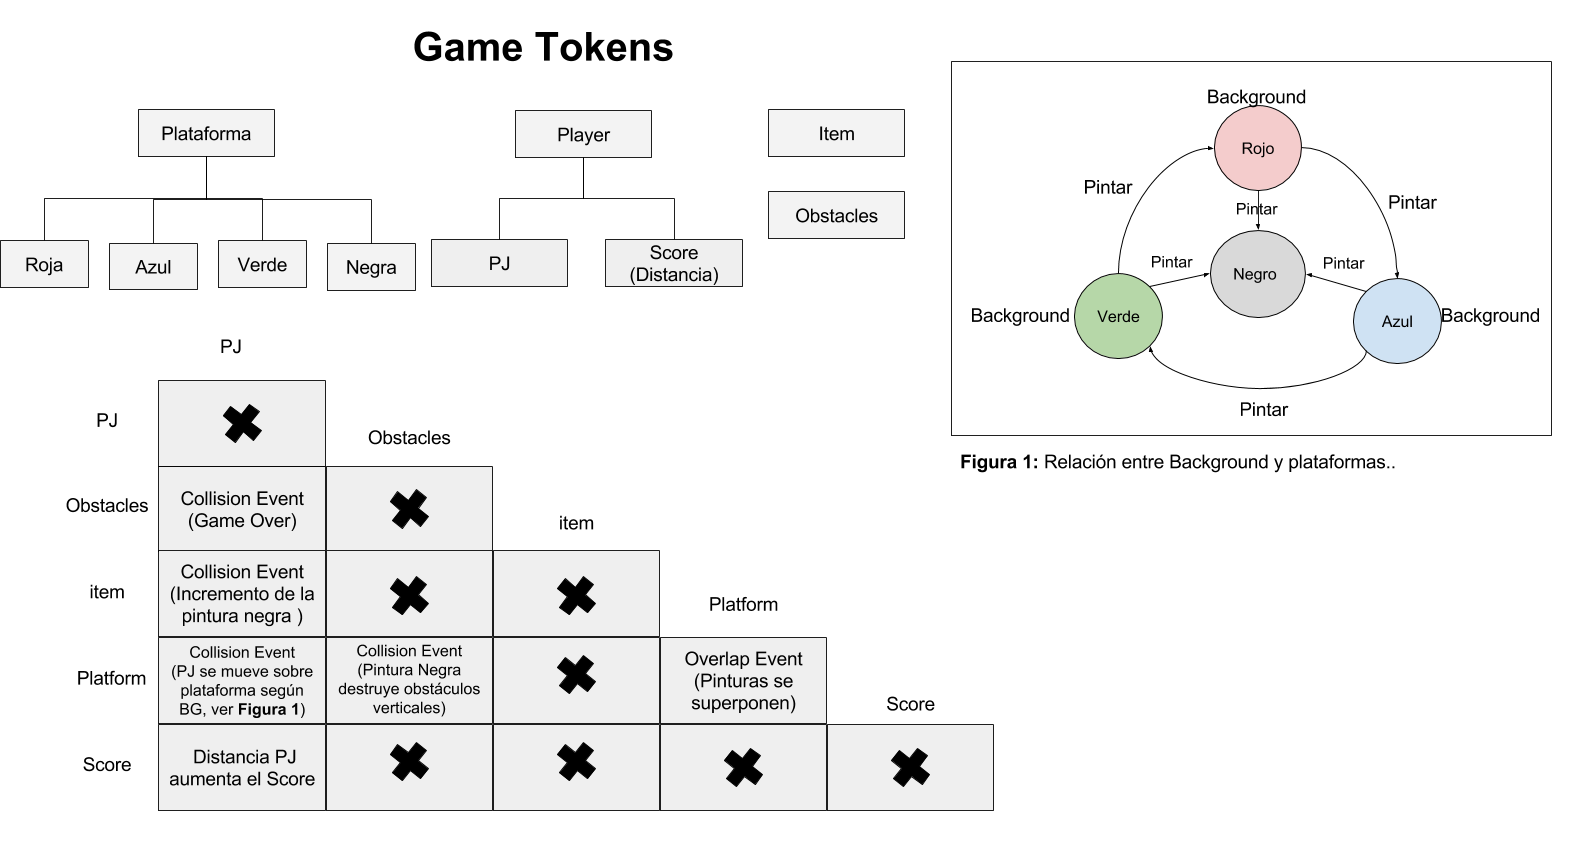 Game Tokens
Plataforma
Player
Item
Obstacles
Roja
Azul
Verde
Negra
PJ
Score
(Distancia)
Background
Rojo
Pintar
Pintar
Pintar
Pintar
Pintar
Negro
Background
Verde
Azul
Background
Pintar
Figura 1: Relación entre Background y plataformas..
PJ
PJ
Obstacles
Obstacles
Collision Event
(Game Over)
item
item
Collision Event
(Incremento de la
pintura negra )
Platform
Platform
Collision Event
(PJ se mueve sobre
plataforma según
BG, ver Figura 1)
Collision Event
(Pintura Negra
destruye obstáculos
verticales)
Overlap Event
(Pinturas se
superponen)
Score
Score
Distancia PJ
aumenta el Score